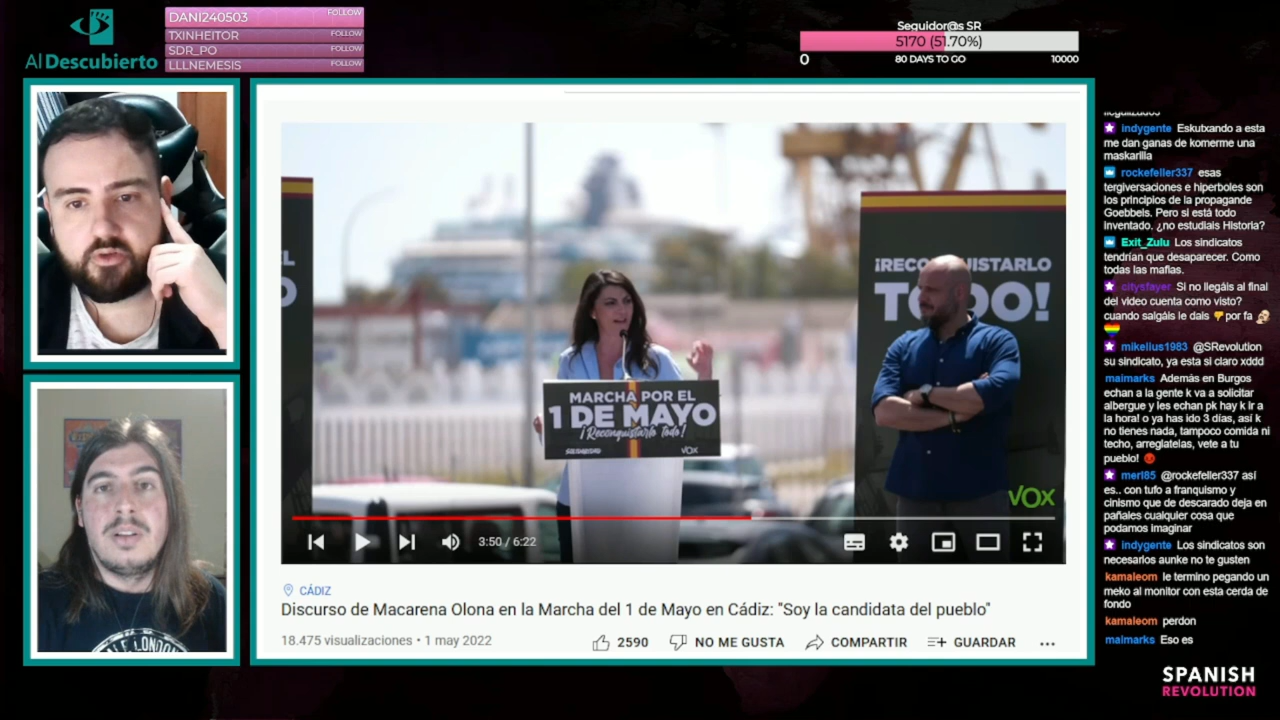 Al Descubierto
DANI240503 FOLLOW
TXINHEITOR FOLLOW
SDR_PO FOLLOW
LLLNEMESIS FOLLOW
Seguidor@s SR
5170 (51.70%)
0 80 DAYS TO GO 10000
¡RECONQUISTARLO
TODO!
MARCHA POR EL
1 DE MAYO
¡Reconquistarlo Todo!
VOX
VOX
3:50 / 6:22
CÁDIZ
Discurso de Macarena Olona en la Marcha del 1 de Mayo en Cádiz: "Soy la candidata del pueblo"
18.475 visualizaciones • 1 may 2022
2590 NO ME GUSTA COMPARTIR GUARDAR
LONDON
indygente Eskutxando a esta
me dan ganas de komerme una
maskarilla
rockefeller337 esas
tergiversaciones e hiperboles son
los principios de la propagande
Goebbels. Pero si está todo
inventado. ¿no estudiais Historia?
Exit_Zulu Los sindicatos
tendrían que desaparecer. Como
todas las mafias.
citysfayer Si no llegáis al final
del video cuenta como visto?
cuando salgáis le dais por fa
mikelius1983 @SRevolution
su sindicato, ya esta si claro xddd
maimarks Además en Burgos
echan a la gente k va a solicitar
albergue y les echan pk hay k ir a
la hora! o ya has ido 3 días, así k
no tienes nada, tampoco comida ni
techo, arreglatelas, vete a tu
pueblo!
merl85 @rockefeller337 así
es.. con tufo a franquismo y
cinismo que de descarado deja en
pañales cualquier cosa que
podamos imaginar
indygente Los sindicatos son
necesarios aunke no te gusten
kamaleom le termino pegando un
meko al monitor con esta cerda de
fondo
kamaleom perdon
maimarks Eso es
SPANISH
REVOLUTION